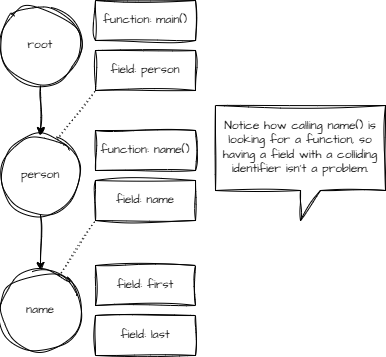 root
function: main()
field: person
person
function: name()
field: name
Notice how calling name() is
looking for a function, so
having a field with a colliding
identifier isn't a problem.
name
field: first
field: last